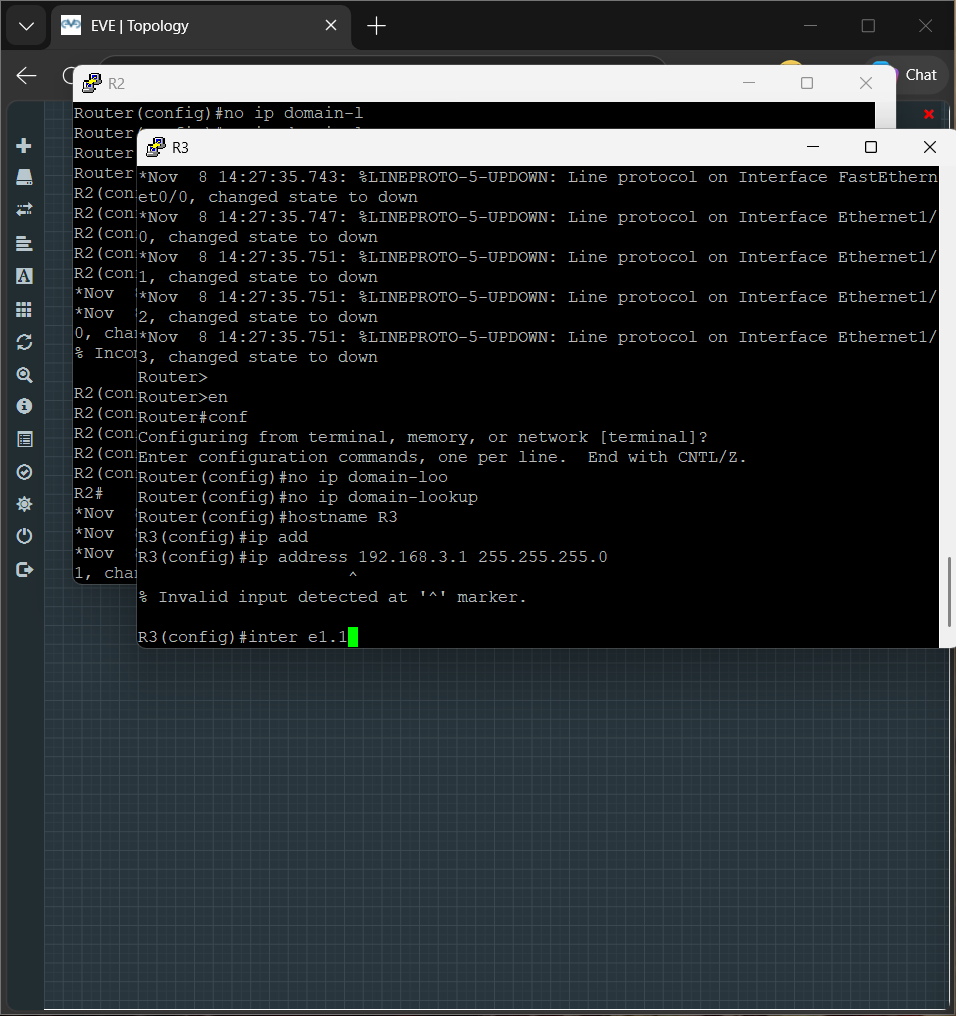 EVE | Topology
Chat
R2
Router(config)#no ip domain-l
Router
Router
Router
R2(con
R2(con
R2(con
R2(con
R2(con
*Nov
*Nov
0, cha
% Inco
R2(con
R2(con
R2(con
R2(con
R2(con
R2#
*Nov
*Nov
*Nov
1, cha
R3
*Nov  8 14:27:35.743: %LINEPROTO-5-UPDOWN: Line protocol on Interface FastEthern
et0/0, changed state to down
*Nov  8 14:27:35.747: %LINEPROTO-5-UPDOWN: Line protocol on Interface Ethernet1/
0, changed state to down
*Nov  8 14:27:35.751: %LINEPROTO-5-UPDOWN: Line protocol on Interface Ethernet1/
1, changed state to down
*Nov  8 14:27:35.751: %LINEPROTO-5-UPDOWN: Line protocol on Interface Ethernet1/
2, changed state to down
*Nov  8 14:27:35.751: %LINEPROTO-5-UPDOWN: Line protocol on Interface Ethernet1/
3, changed state to down
Router>
Router>en
Router#conf
Configuring from terminal, memory, or network [terminal]?
Enter configuration commands, one per line.  End with CNTL/Z.
Router(config)#no ip domain-loo
Router(config)#no ip domain-lookup
Router(config)#hostname R3
R3(config)#ip add
R3(config)#ip address 192.168.3.1 255.255.255.0
^
% Invalid input detected at '^' marker.
R3(config)#inter e1.1